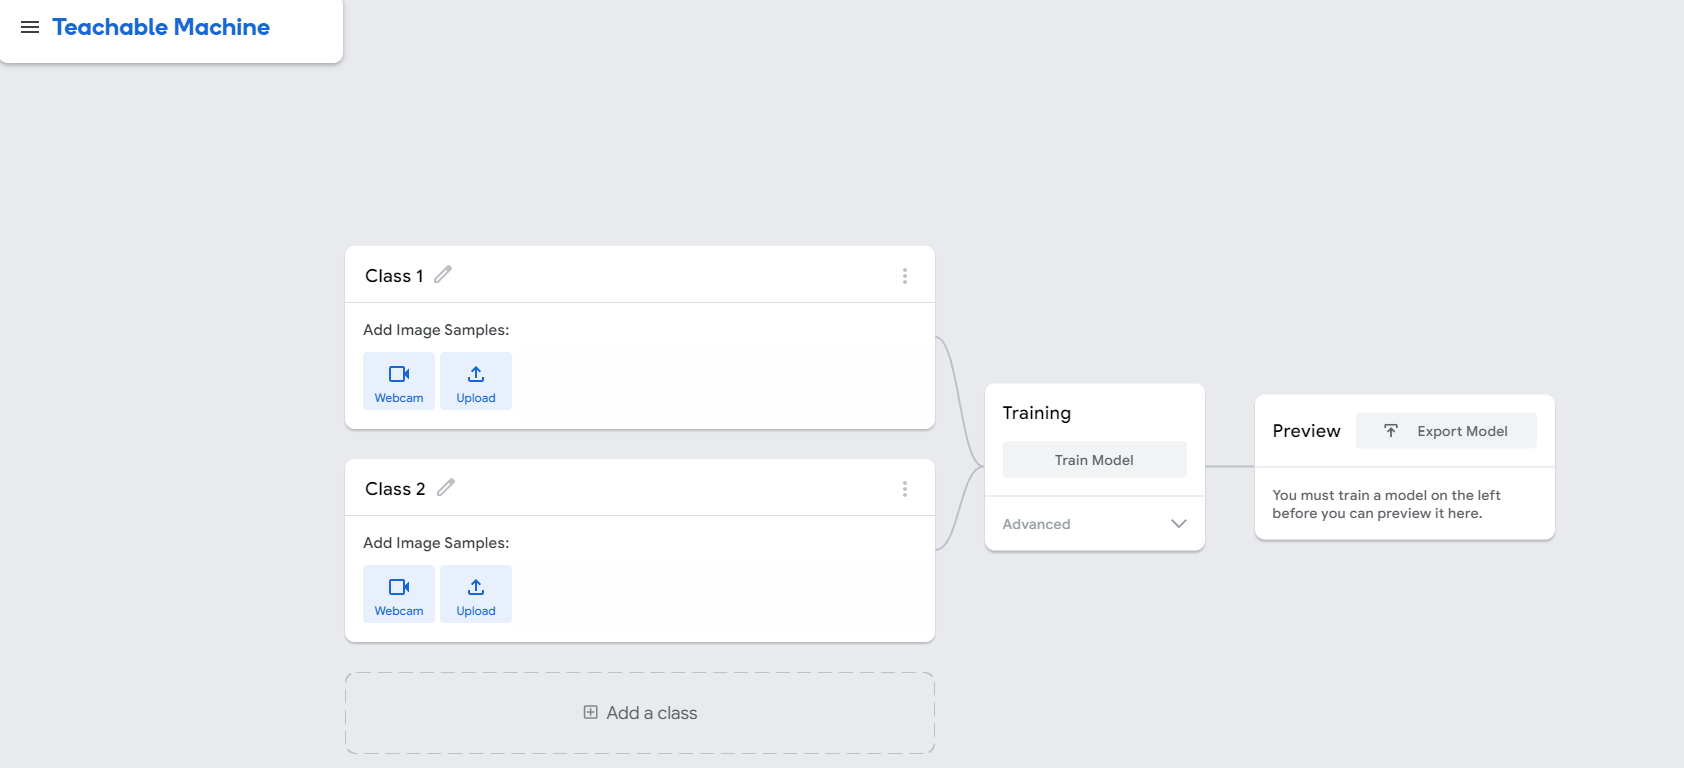 Teachable Machine
Class 1
Add Image Samples:
Webcam
Upload
Class 2
Add Image Samples:
Webcam
Upload
Add a class
Training
Train Model
Advanced
Preview
Export Model
You must train a model on the left
before you can preview it here.